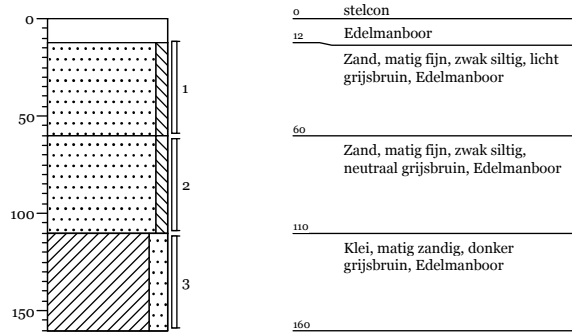 0
50
100
150
1
2
3
0 stelcon
Edelmanboor
12
Zand, matig fijn, zwak siltig, licht
grijsbruin, Edelmanboor
60
Zand, matig fijn, zwak siltig,
neutraal grijsbruin, Edelmanboor
110
Klei, matig zandig, donker
grijsbruin, Edelmanboor
160